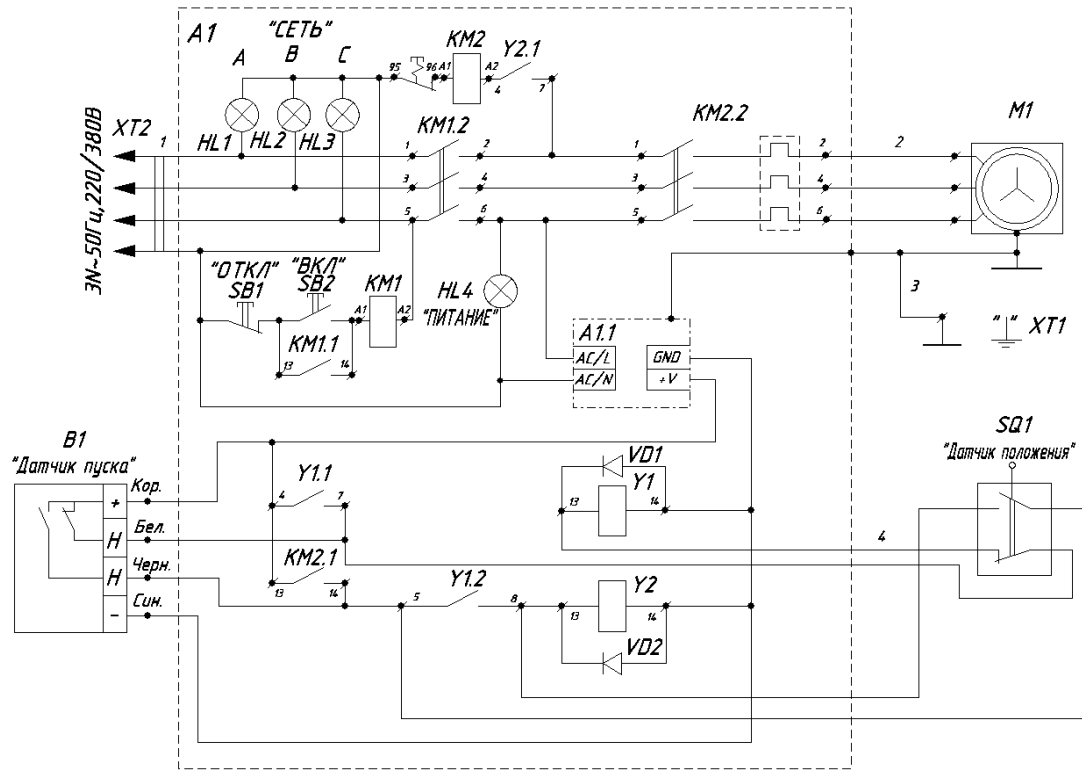 A1
"СЕТЬ"
A
B
C
HL1
HL2
HL3
95
96
A1
KM2
A2
Y2.1
4
7
XT2
1
3N~50Гц,220/380В
KM1.2
1
2
3
4
5
6
KM2.2
1
3
5
2
4
6
2
M1
3
"⏚"
XT1
"ОТКЛ"
SB1
"ВКЛ"
SB2
KM1
A1
A2
KM1.1
13
14
HL4
"ПИТАНИЕ"
A1.1
AC/L
AC/N
GND
+V
B1
"Датчик пуска"
+
Н
Н
-
Кор.
Бел.
Черн.
Син.
Y1.1
4
7
KM2.1
13
14
VD1
Y1
13
14
Y1.2
5
8
Y2
13
14
VD2
4
SQ1
"Датчик положения"